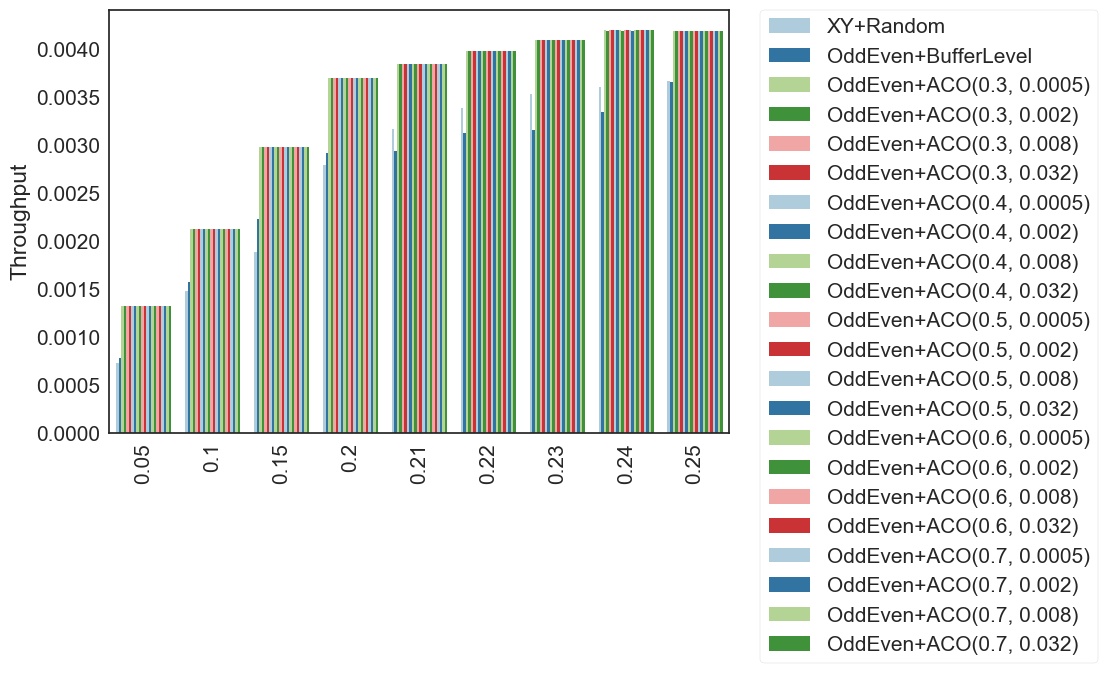 Throughput
0.0040
0.0035
0.0030
0.0025
0.0020
0.0015
0.0010
0.0005
0.0000
0.05
0.1
0.15
0.2
0.21
0.22
0.23
0.24
0.25
XY+Random
OddEven+BufferLevel
OddEven+ACO(0.3, 0.0005)
OddEven+ACO(0.3, 0.002)
OddEven+ACO(0.3, 0.008)
OddEven+ACO(0.3, 0.032)
OddEven+ACO(0.4, 0.0005)
OddEven+ACO(0.4, 0.002)
OddEven+ACO(0.4, 0.008)
OddEven+ACO(0.4, 0.032)
OddEven+ACO(0.5, 0.0005)
OddEven+ACO(0.5, 0.002)
OddEven+ACO(0.5, 0.008)
OddEven+ACO(0.5, 0.032)
OddEven+ACO(0.6, 0.0005)
OddEven+ACO(0.6, 0.002)
OddEven+ACO(0.6, 0.008)
OddEven+ACO(0.6, 0.032)
OddEven+ACO(0.7, 0.0005)
OddEven+ACO(0.7, 0.002)
OddEven+ACO(0.7, 0.008)
OddEven+ACO(0.7, 0.032)